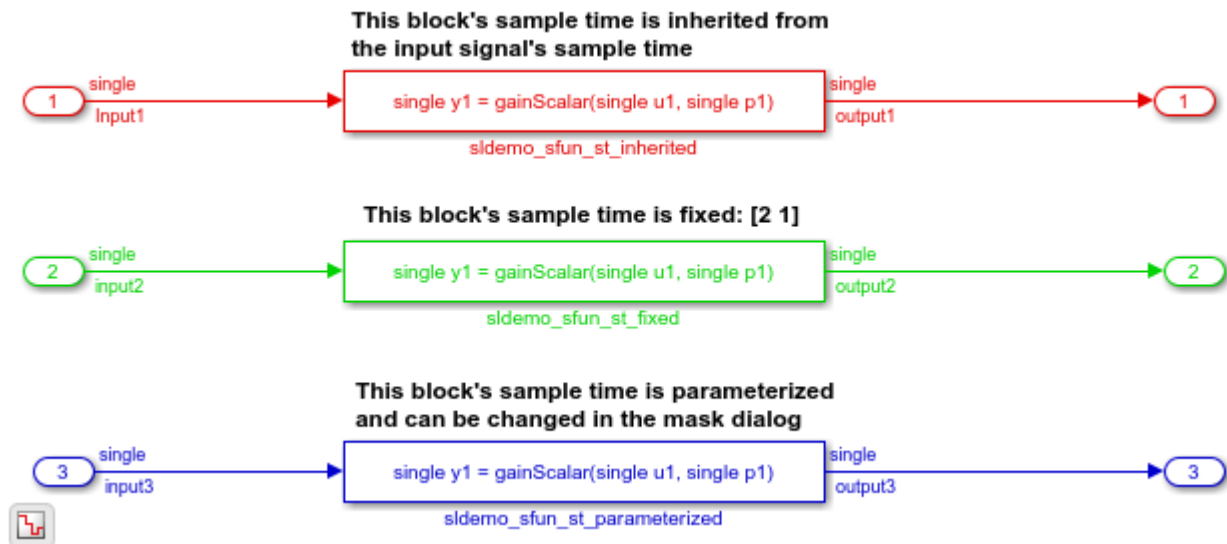 This block's sample time is inherited from
the input signal's sample time
single
1
Input1
single y1 = gainScalar(single u1, single p1)
single
output1
1
sldemo_sfun_st_inherited
This block's sample time is fixed: [2 1]
single
2
input2
single y1 = gainScalar(single u1, single p1)
single
output2
2
sldemo_sfun_st_fixed
This block's sample time is parameterized
and can be changed in the mask dialog
single
3
input3
single y1 = gainScalar(single u1, single p1)
single
output3
3
sldemo_sfun_st_parameterized